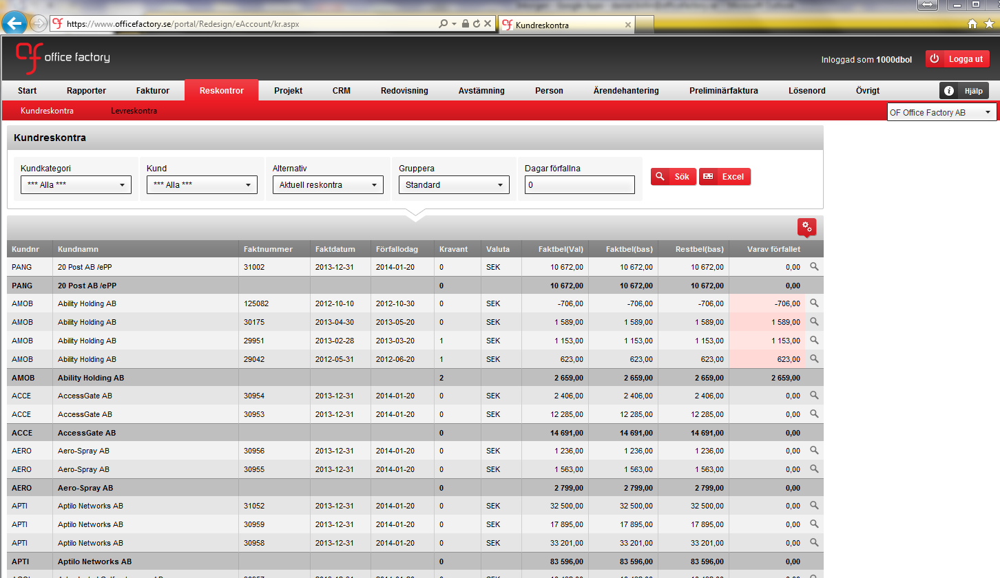 https://www.officefactory.se/portal/Redesign/eAccount/kr.aspx
Kundreskontra
office factory
Inloggad som 1000dbol
Logga ut
Start Rapporter Fakturor Reskontror Projekt CRM Redovisning Avstämning Person Ärendehantering Preliminärfaktura Lösenord Övrigt Hjälp
Kundreskontra Levreskontra
OF Office Factory AB
Kundreskontra
Kundkategori Kund Alternativ Gruppera Dagar förfallna
*** Alla *** *** Alla *** Aktuell reskontra Standard 0 Sök Excel
Kundnr Kundnamn Faktnummer Faktdatum Förfallodag Kravant Valuta Faktbel(Val) Faktbel(bas) Restbel(bas) Varav förfallet
PANG 20 Post AB /ePP 31002 2013-12-31 2014-01-20 0 SEK 10 672,00 10 672,00 10 672,00 0,00
PANG 20 Post AB /ePP 0 10 672,00 10 672,00 10 672,00 0,00
AMOB Ability Holding AB 125082 2012-10-10 2012-10-30 0 SEK -706,00 -706,00 -706,00 -706,00
AMOB Ability Holding AB 30175 2013-04-30 2013-05-20 0 SEK 1 589,00 1 589,00 1 589,00 1 589,00
AMOB Ability Holding AB 29951 2013-02-28 2013-03-20 1 SEK 1 153,00 1 153,00 1 153,00 1 153,00
AMOB Ability Holding AB 29042 2012-05-31 2012-06-20 1 SEK 623,00 623,00 623,00 623,00
AMOB Ability Holding AB 2 2 659,00 2 659,00 2 659,00 2 659,00
ACCE AccessGate AB 30954 2013-12-31 2014-01-20 0 SEK 2 406,00 2 406,00 2 406,00 0,00
ACCE AccessGate AB 30953 2013-12-31 2014-01-20 0 SEK 12 285,00 12 285,00 12 285,00 0,00
ACCE AccessGate AB 0 14 691,00 14 691,00 14 691,00 0,00
AERO Aero-Spray AB 30956 2013-12-31 2014-01-20 0 SEK 1 236,00 1 236,00 1 236,00 0,00
AERO Aero-Spray AB 30955 2013-12-31 2014-01-20 0 SEK 1 563,00 1 563,00 1 563,00 0,00
AERO Aero-Spray AB 0 2 799,00 2 799,00 2 799,00 0,00
APTI Aptilo Networks AB 31052 2013-12-31 2014-01-20 0 SEK 32 500,00 32 500,00 32 500,00 0,00
APTI Aptilo Networks AB 30959 2013-12-31 2014-01-20 0 SEK 17 895,00 17 895,00 17 895,00 0,00
APTI Aptilo Networks AB 30958 2013-12-31 2014-01-20 0 SEK 33 201,00 33 201,00 33 201,00 0,00
APTI Aptilo Networks AB 0 83 596,00 83 596,00 83 596,00 0,00